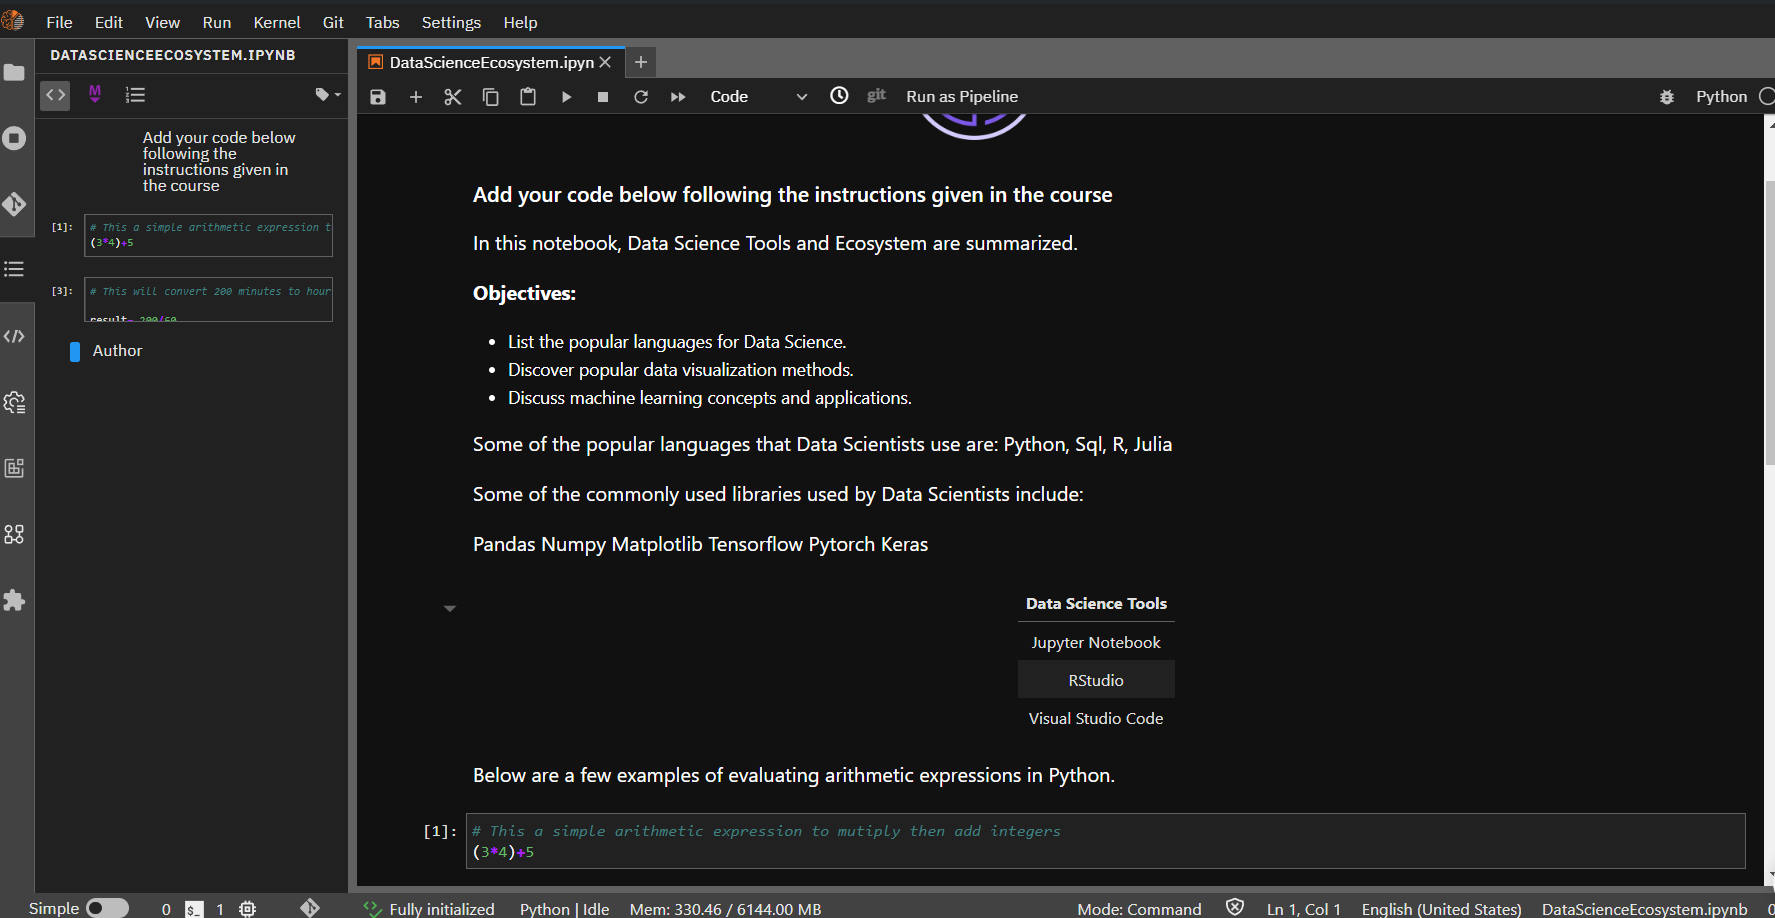 File Edit View Run Kernel Git Tabs Settings Help
DATASCIENCEECOSYSTEM.IPYNB
Add your code below
following the
instructions given in
the course
[1]: # This a simple arithmetic expression t
(3*4)+5
[3]: # This will convert 200 minutes to hour
result= 200/60
Author
DataScienceEcosystem.ipyn
Code git Run as Pipeline Python
Add your code below following the instructions given in the course
In this notebook, Data Science Tools and Ecosystem are summarized.
Objectives:
• List the popular languages for Data Science.
• Discover popular data visualization methods.
• Discuss machine learning concepts and applications.
Some of the popular languages that Data Scientists use are: Python, Sql, R, Julia
Some of the commonly used libraries used by Data Scientists include:
Pandas Numpy Matplotlib Tensorflow Pytorch Keras
Data Science Tools
Jupyter Notebook
RStudio
Visual Studio Code
Below are a few examples of evaluating arithmetic expressions in Python.
[1]: # This a simple arithmetic expression to mutiply then add integers
(3*4)+5
Simple 0 $_ 1 Fully initialized Python | Idle Mem: 330.46 / 6144.00 MB Mode: Command Ln 1, Col 1 English (United States) DataScienceEcosystem.ipynb 0